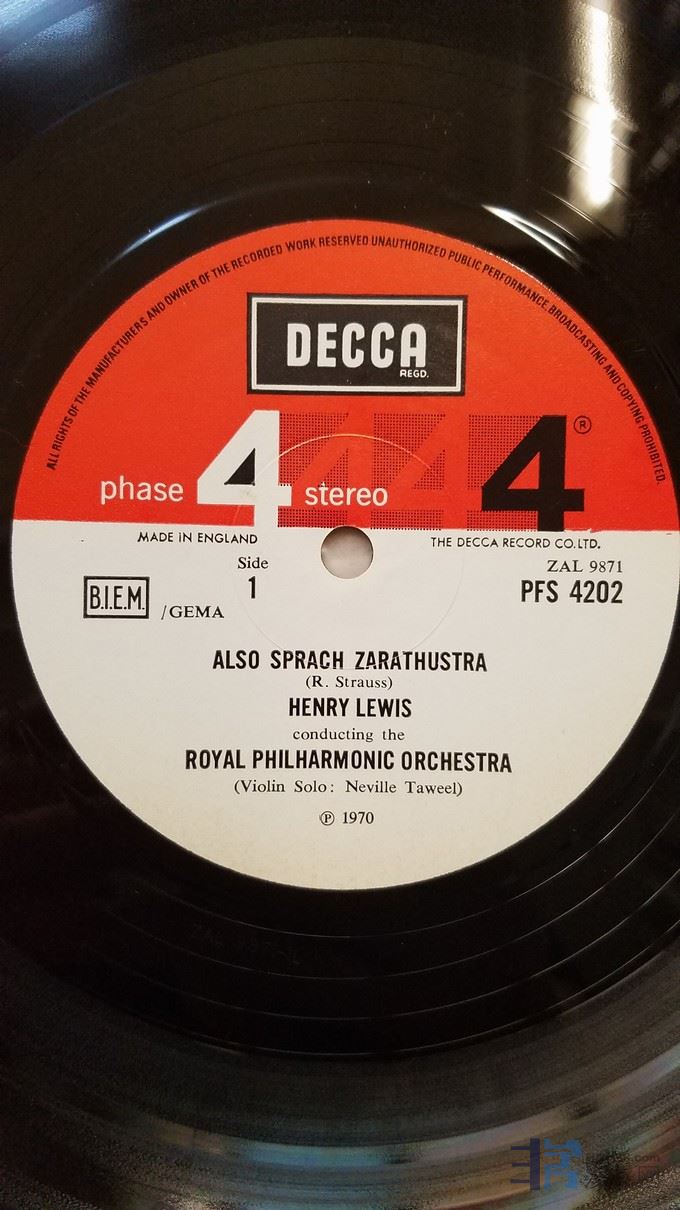 ALL RIGHTS OF THE MANUFACTURERS AND OWNER OF THE RECORDED WORK RESERVED UNAUTHORIZED PUBLIC PERFORMANCE BROADCASTING AND COPYING PROHIBITED.
DECCA
REGD.
phase 4 stereo 4 4 4 ®
MADE IN ENGLAND THE DECCA RECORD CO. LTD.
Side ZAL 9871
1 PFS 4202
B.I.E.M. /GEMA
ALSO SPRACH ZARATHUSTRA
(R. Strauss)
HENRY LEWIS
conducting the
ROYAL PHILHARMONIC ORCHESTRA
(Violin Solo: Neville Taweel)
℗ 1970